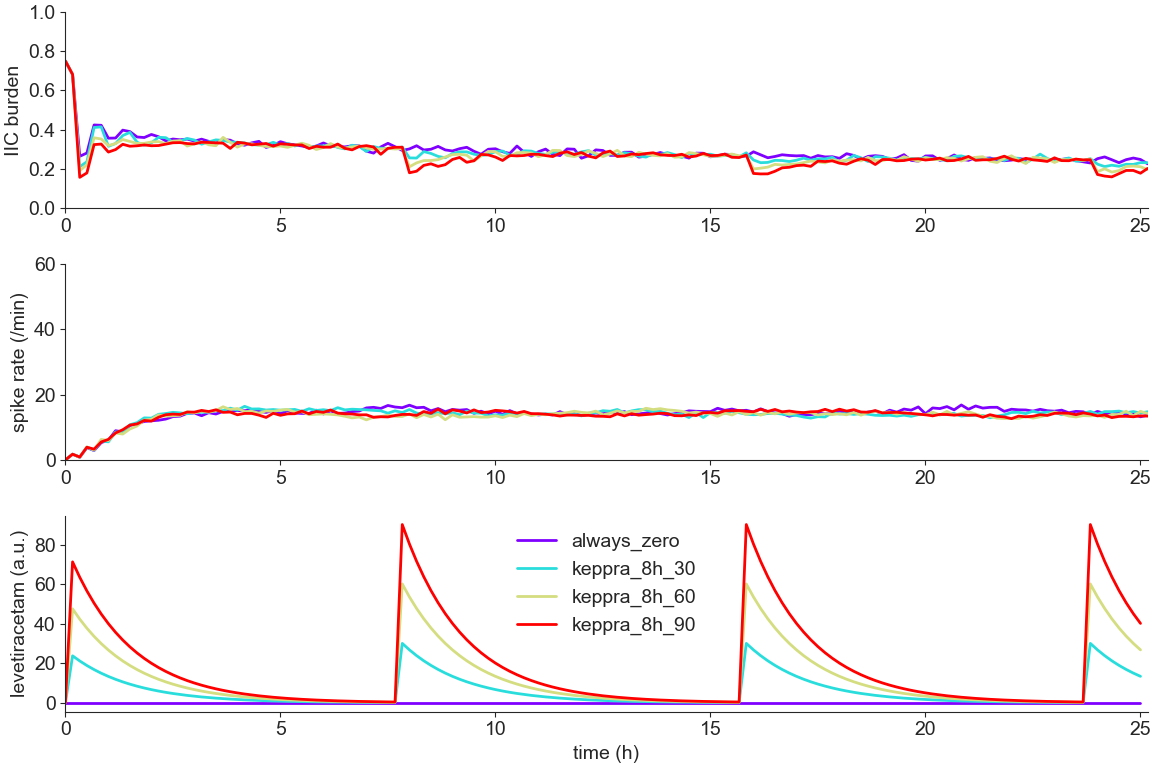 IIC burden
1.0
0.8
0.6
0.4
0.2
0.0
0 5 10 15 20 25
spike rate (/min)
60
40
20
0
0 5 10 15 20 25
levetiracetam (a.u.)
80
60
40
20
0
always_zero
keppra_8h_30
keppra_8h_60
keppra_8h_90
0 5 10 15 20 25
time (h)